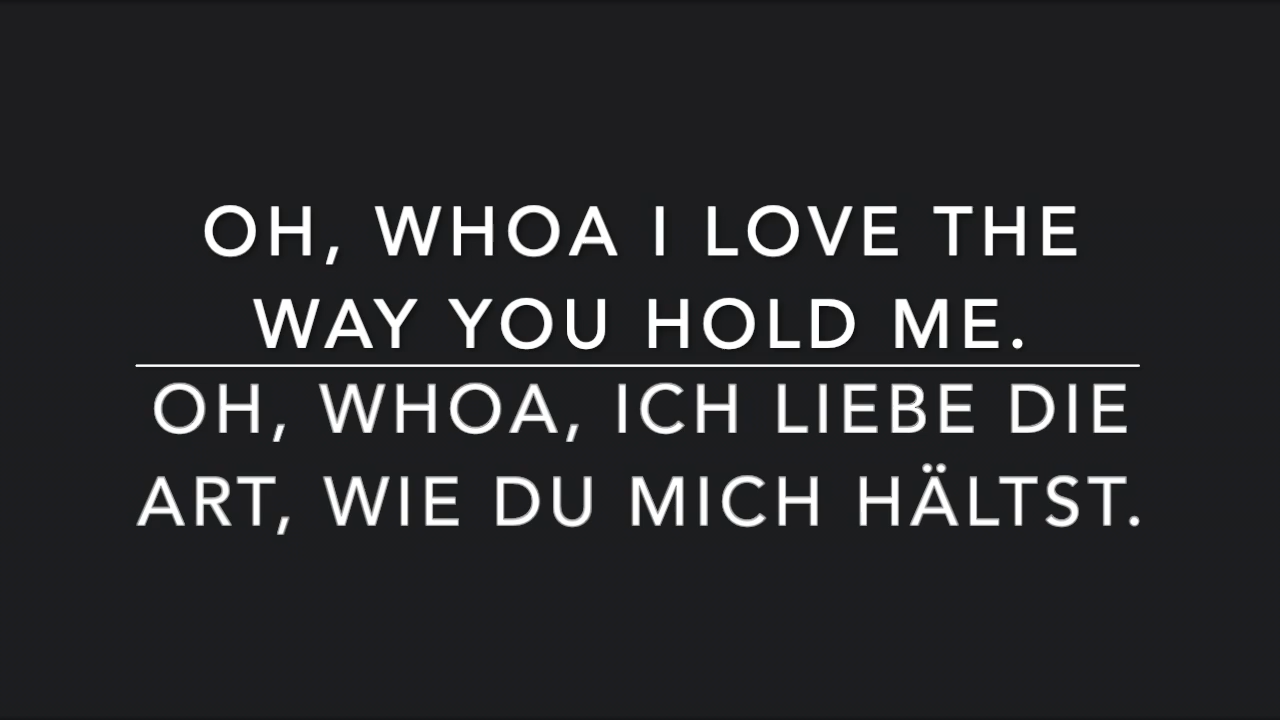 OH, WHOA I LOVE THE
WAY YOU HOLD ME.
OH, WHOA, ICH LIEBE DIE
ART, WIE DU MICH HÄLTST.